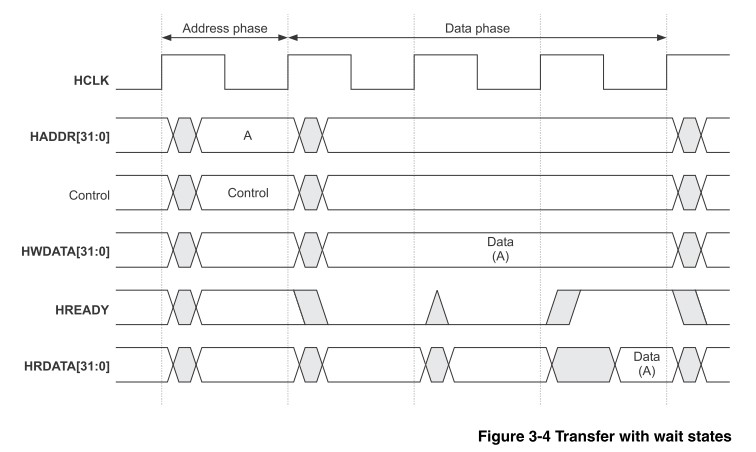 Address phase
Data phase
HCLK
HADDR[31:0]
A
Control
Control
HWDATA[31:0]
Data
(A)
HREADY
HRDATA[31:0]
Data
(A)
Figure 3-4 Transfer with wait states